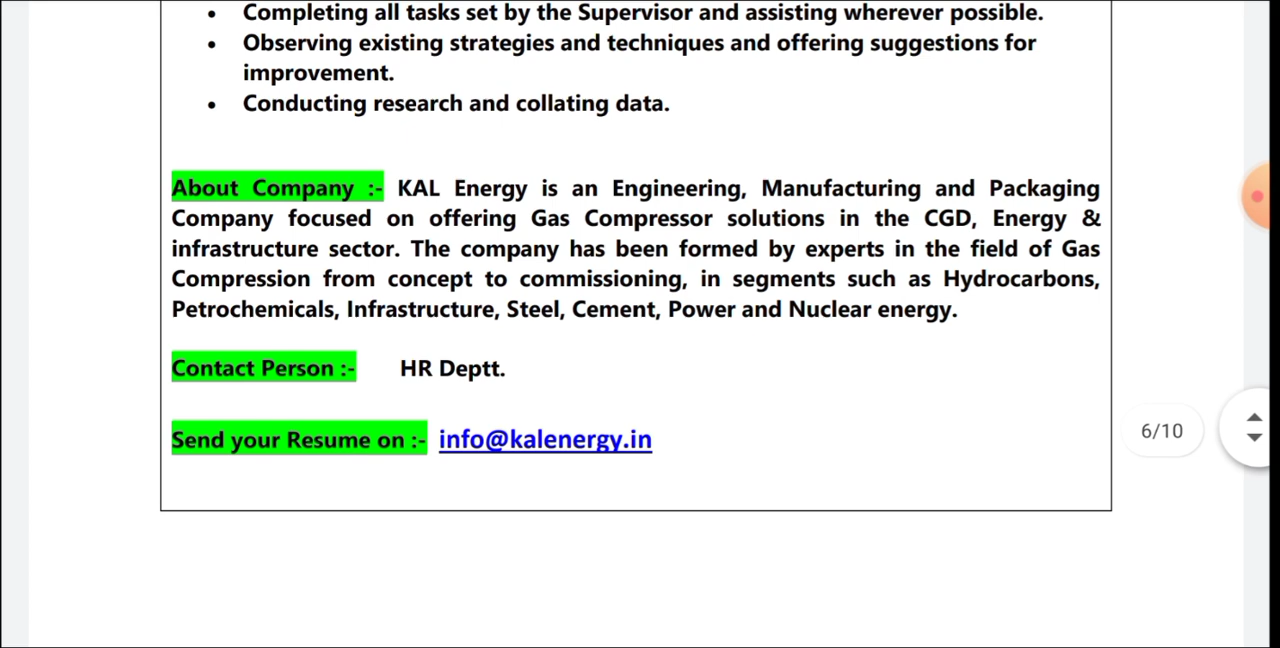 • Completing all tasks set by the Supervisor and assisting wherever possible.
• Observing existing strategies and techniques and offering suggestions for
improvement.
• Conducting research and collating data.
About Company :- KAL Energy is an Engineering, Manufacturing and Packaging
Company focused on offering Gas Compressor solutions in the CGD, Energy &
infrastructure sector. The company has been formed by experts in the field of Gas
Compression from concept to commissioning, in segments such as Hydrocarbons,
Petrochemicals, Infrastructure, Steel, Cement, Power and Nuclear energy.
Contact Person :- HR Deptt.
Send your Resume on :- info@kalenergy.in
6/10